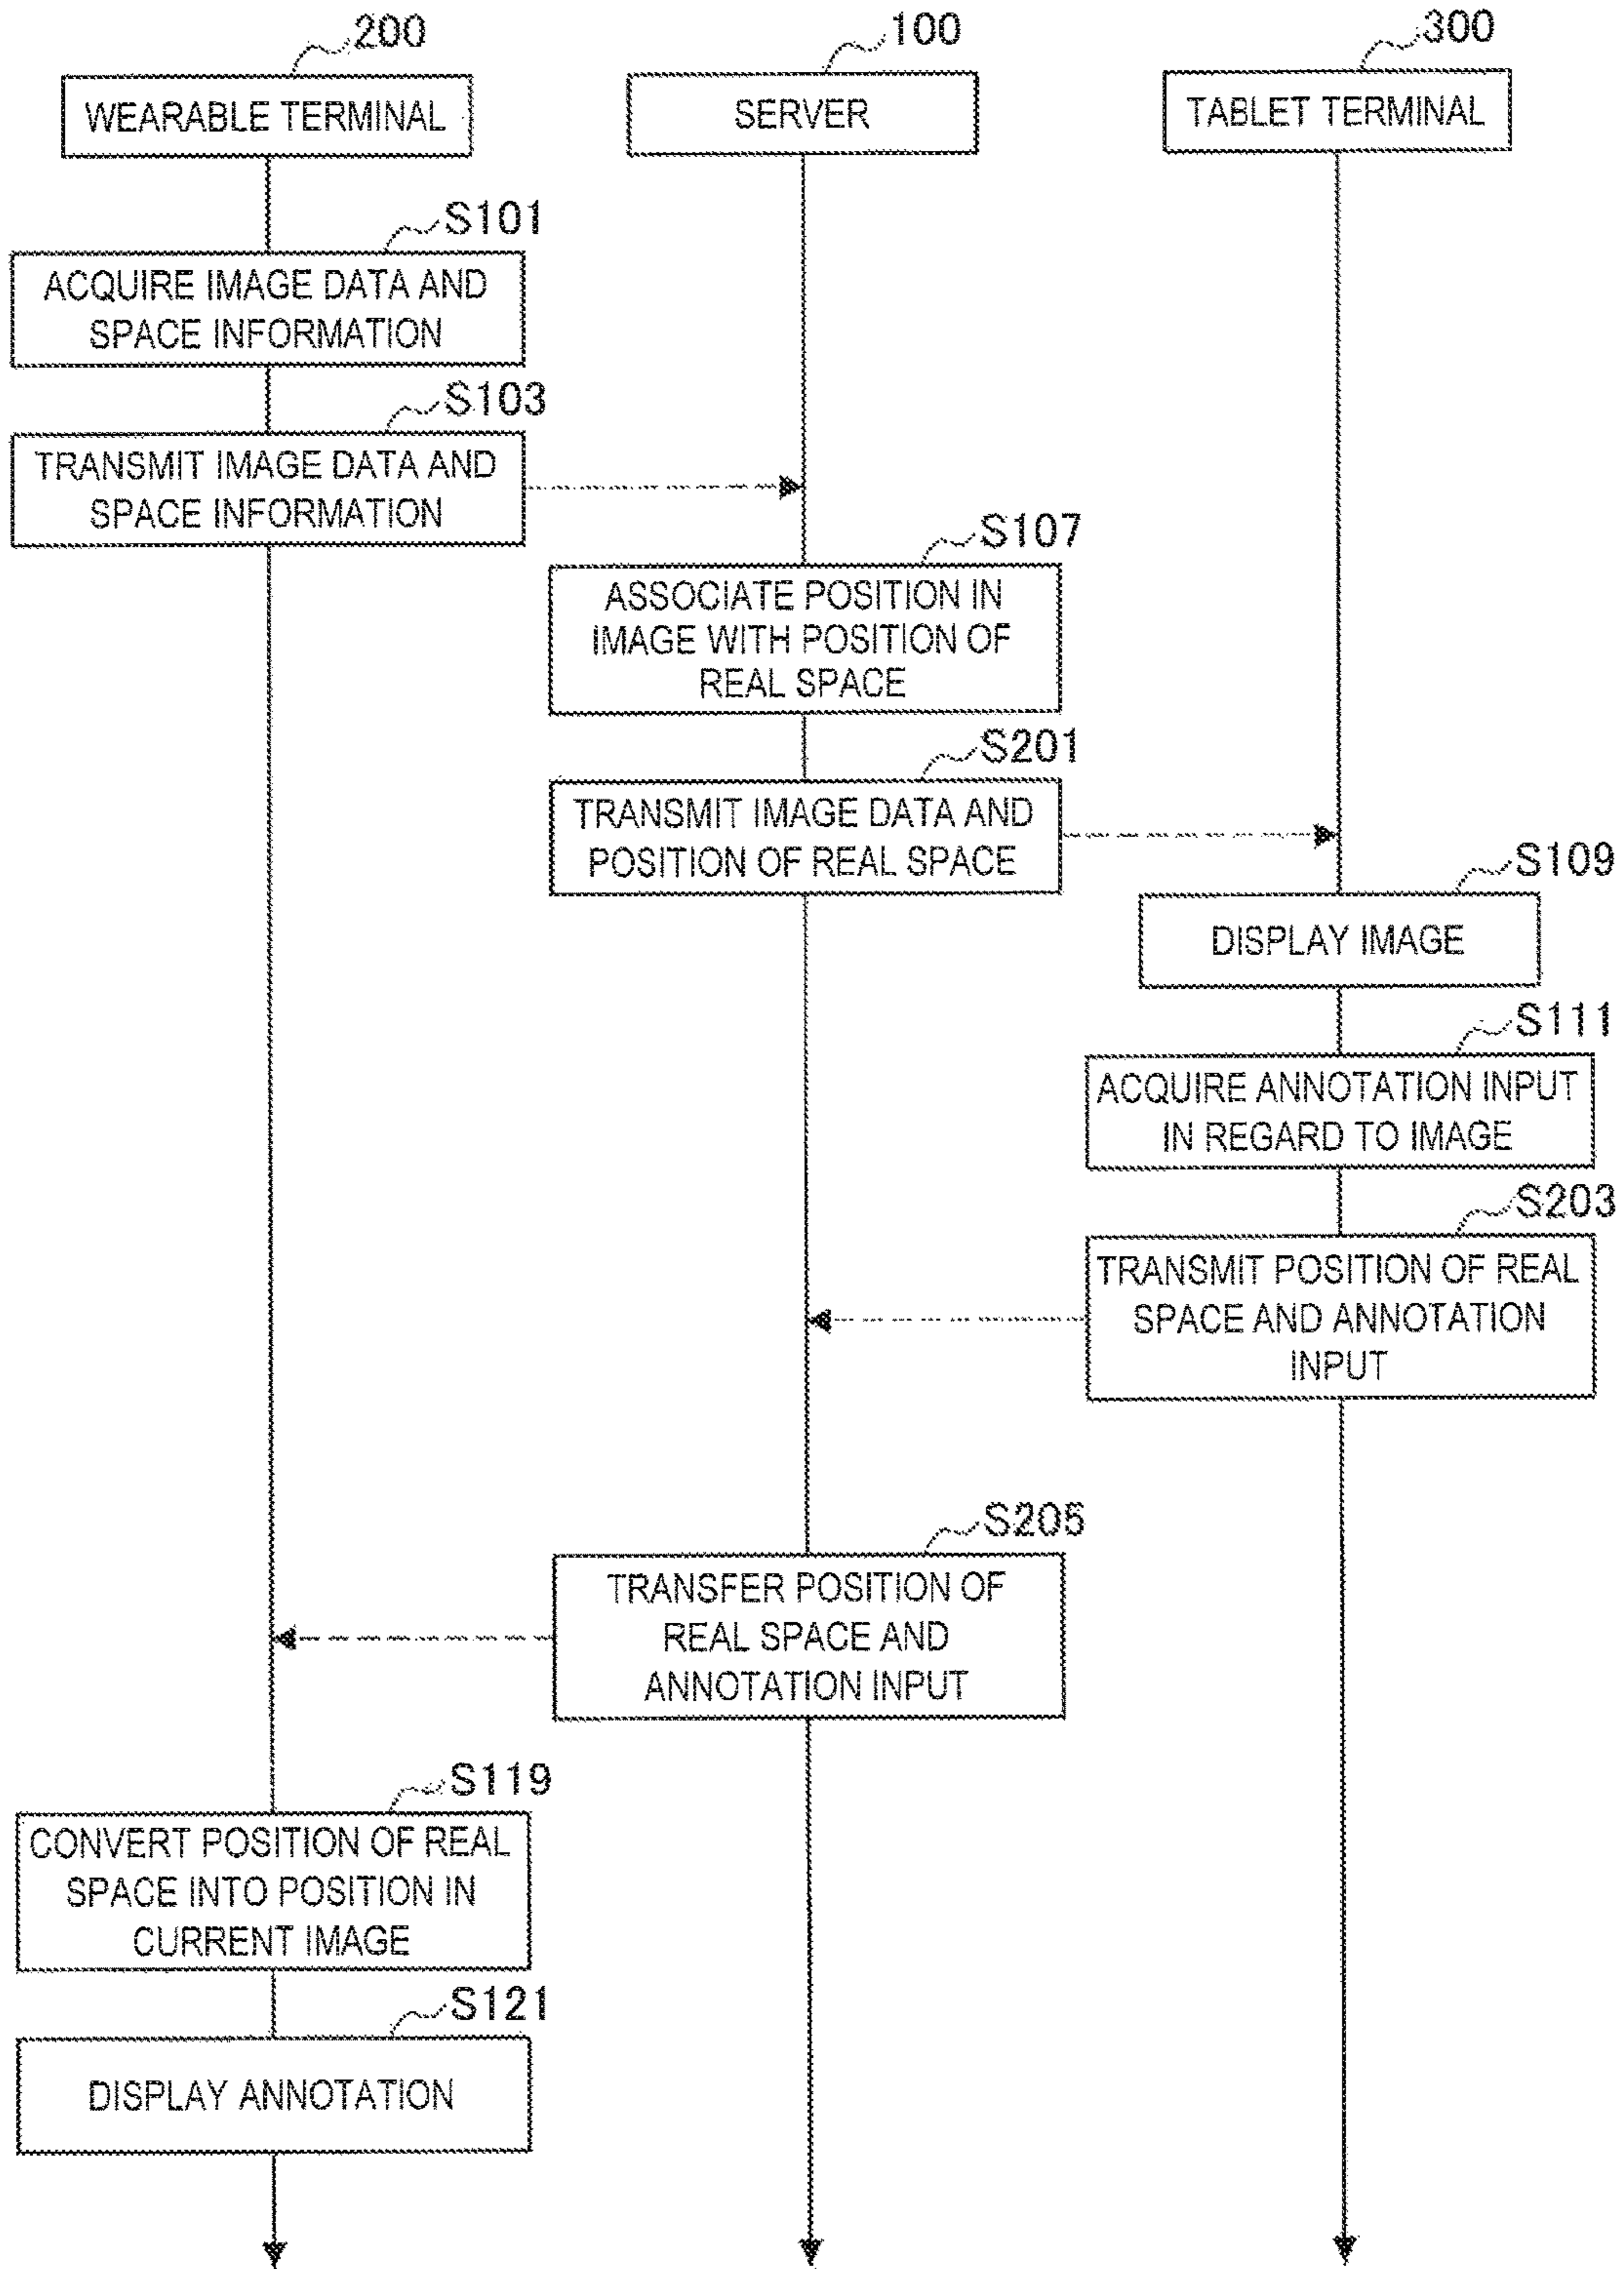 200
100
300
WEARABLE TERMINAL
SERVER
TABLET TERMINAL
S101
ACQUIRE IMAGE DATA AND
SPACE INFORMATION
S103
TRANSMIT IMAGE DATA AND
SPACE INFORMATION
S107
ASSOCIATE POSITION IN
IMAGE WITH POSITION OF
REAL SPACE
S201
TRANSMIT IMAGE DATA AND
POSITION OF REAL SPACE
S109
DISPLAY IMAGE
S111
ACQUIRE ANNOTATION INPUT
IN REGARD TO IMAGE
S203
TRANSMIT POSITION OF REAL
SPACE AND ANNOTATION
INPUT
S205
TRANSFER POSITION OF
REAL SPACE AND
ANNOTATION INPUT
S119
CONVERT POSITION OF REAL
SPACE INTO POSITION IN
CURRENT IMAGE
S121
DISPLAY ANNOTATION